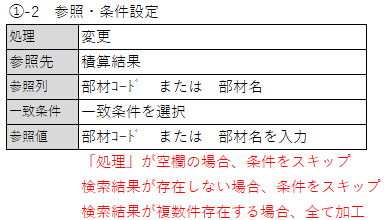 ①-2　参照・条件設定
処理　変更
参照先　積算結果
参照列　部材ｺｰﾄﾞ　または　部材名
一致条件　一致条件を選択
参照値　部材ｺｰﾄﾞ　または　部材名を入力
「処理」が空欄の場合、条件をスキップ
検索結果が存在しない場合、条件をスキップ
検索結果が複数件存在する場合、全て加工